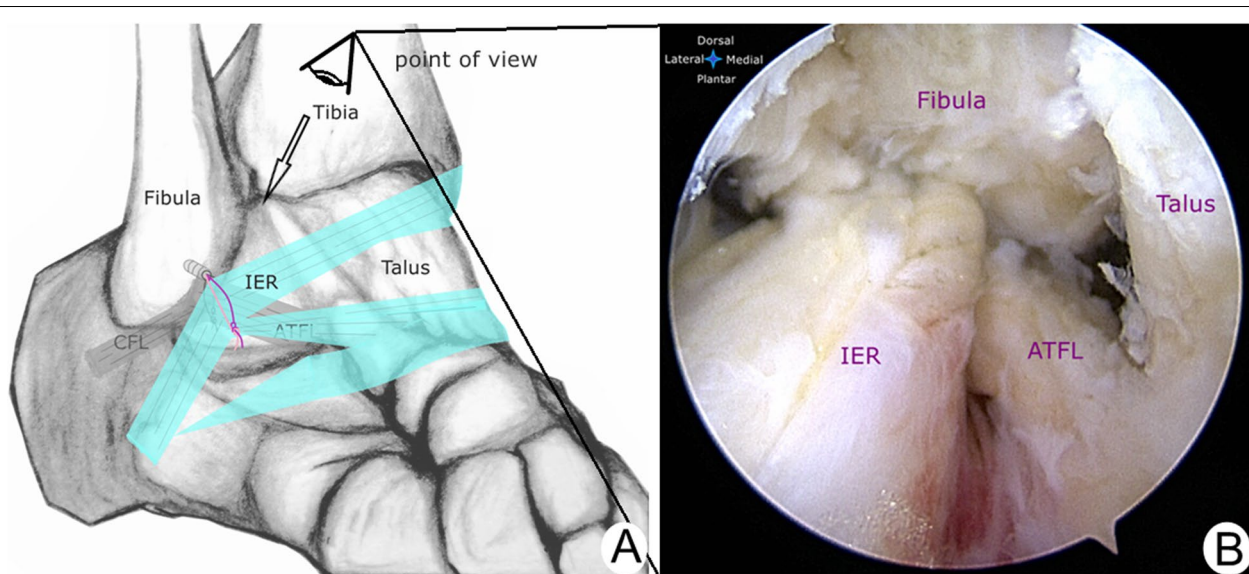 point of view
Tibia
Fibula
IER
Talus
ATFL
CFL
A
Dorsal
Lateral Medial
Plantar
Fibula
Talus
IER
ATFL
B